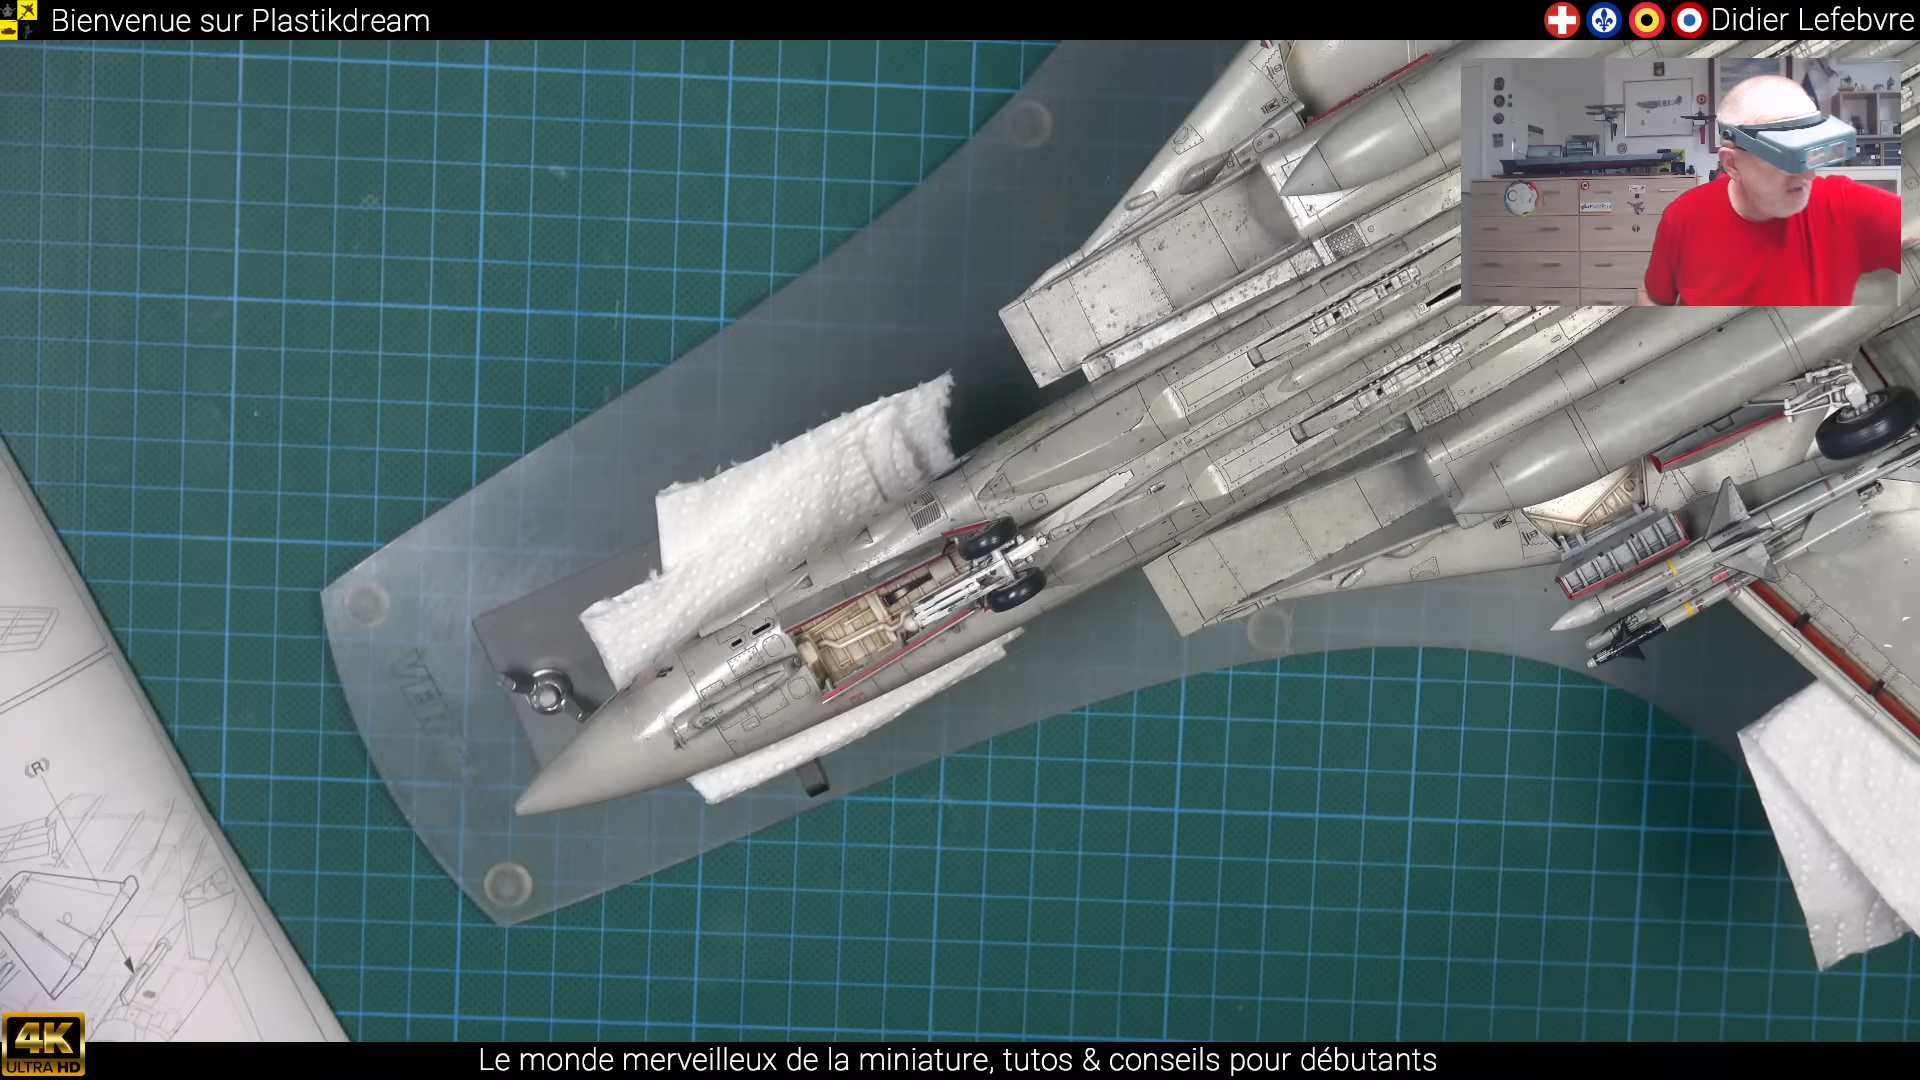 Bienvenue sur Plastikdream
Didier Lefebvre
《R》
4K
ULTRA HD
Le monde merveilleux de la miniature, tutos & conseils pour débutants